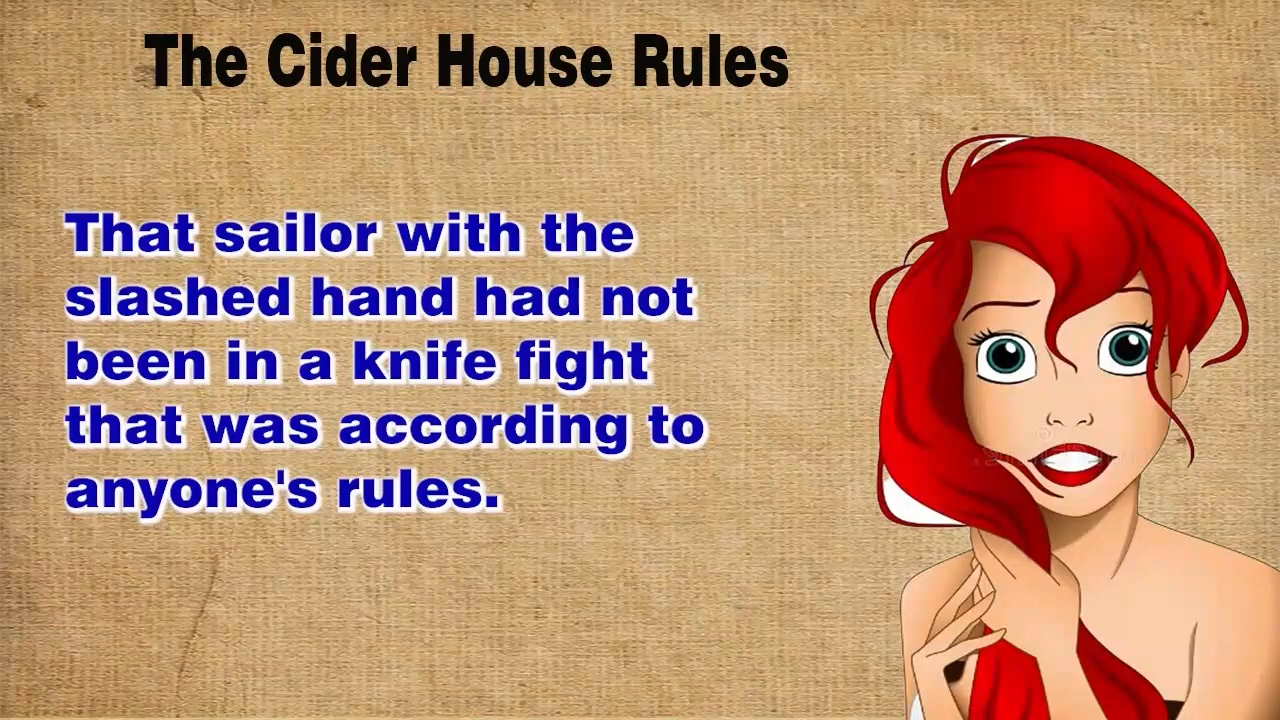 The Cider House Rules
That sailor with the
slashed hand had not
been in a knife fight
that was according to
anyone's rules.